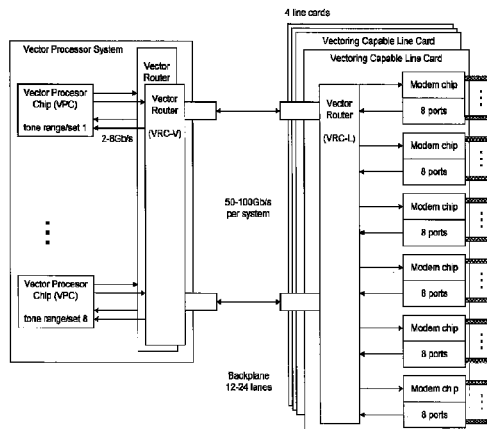 4 line cards
Vector Processor System
Vectoring Capable Line Card
Vectoring Capable Line Card
Vector
Router
Vector Procesor
Chip (VPC)
tone range/set 1
Vector
Router
(VRC-V)
2-8Gb/s
50-100Gb/s
per system
Vector
Router
(VRC-L)
Modem chip
8 ports
Modem chip
8 ports
Modem chip
8 ports
Modem chip
8 ports
Modem chip
8 ports
Modem chip
8 ports
Vector Procesor
Chip (VPC)
tone range/set 8
Backplane
12-24 lanes